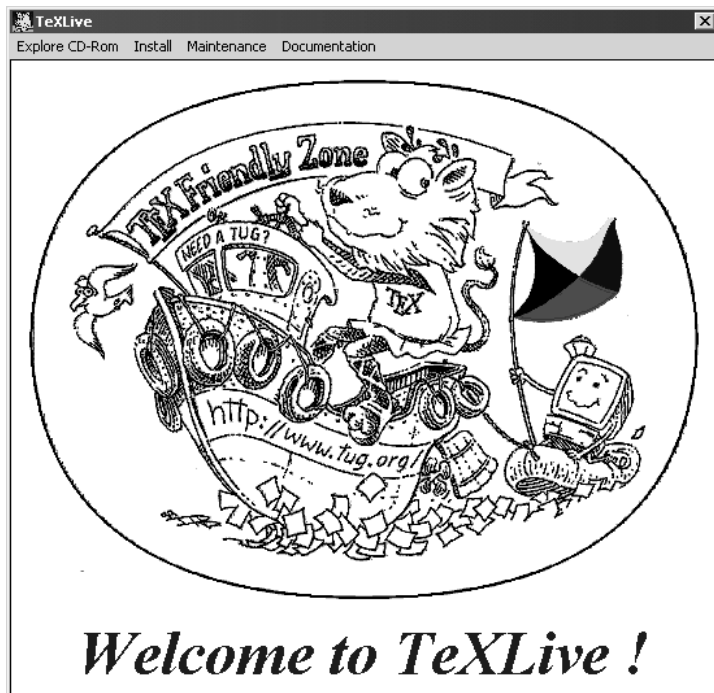 TeXLive
Explore CD-Rom Install Maintenance Documentation
TEX Friendly Zone
NEED A TUG?
TEX
http://www.tug.org/
Welcome to TeXLive !